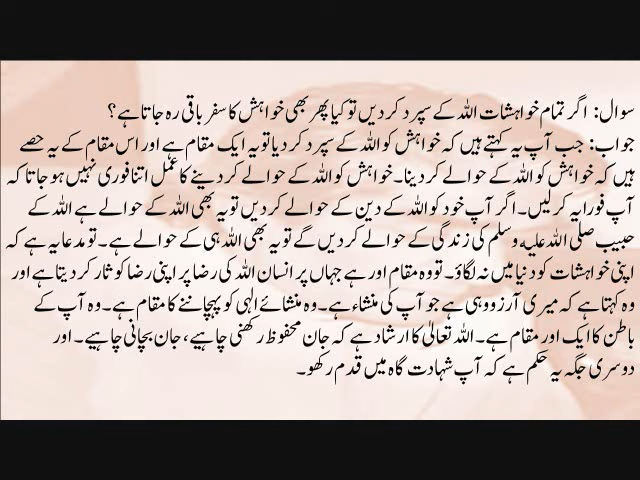 سوال: اگر تمام خواہشات اللہ کے سپرد کر دیں تو کیا پھر بھی خواہش کا سفر باقی رہ جاتا ہے؟
جواب: جب آپ یہ کہتے ہیں کہ خواہش کو اللہ کے سپرد کر دیا تو یہ ایک مقام ہے اور اس مقام کے یہ حصے
ہیں کہ خواہش کو اللہ کے حوالے کر دینا۔ خواہش کو اللہ کے حوالے کر دینے کا عمل اتنا فوری نہیں ہو جاتا کہ
آپ فوراً یہ کر لیں۔ اگر آپ خود کو اللہ کے دین کے حوالے کر دیں تو یہ بھی اللہ کے حوالے ہے اللہ کے
حبیب صلی اللہ علیہ وسلم کی زندگی کے حوالے کر دیں گے تو یہ بھی اللہ ہی کے حوالے ہے۔ تو مدعا یہ ہے کہ
اپنی خواہشات کو دنیا میں نہ لگاؤ۔ تو وہ مقام اور ہے جہاں پر انسان اللہ کی رضا پر اپنی رضا کو نثار کر دیتا ہے اور
وہ کہتا ہے کہ میری آرزو وہی ہے جو آپ کی منشاء ہے۔ وہ منشائے الٰہی کو پہچاننے کا مقام ہے۔ وہ آپ کے
باطن کا ایک اور مقام ہے۔ اللہ تعالیٰ کا ارشاد ہے کہ جان محفوظ رکھنی چاہیے، جان بچانی چاہیے۔ اور
دوسری جگہ یہ حکم ہے کہ آپ شہادت گاہ میں قدم رکھو۔